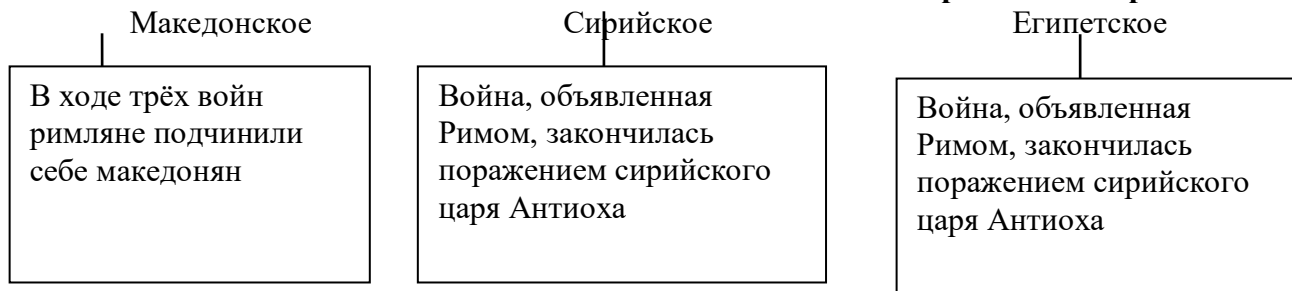 Македонское Сирийское Египетское
В ходе трёх войн
римляне подчинили
себе македонян
Война, объявленная
Римом, закончилась
поражением сирийского
царя Антиоха
Война, объявленная
Римом, закончилась
поражением сирийского
царя Антиоха